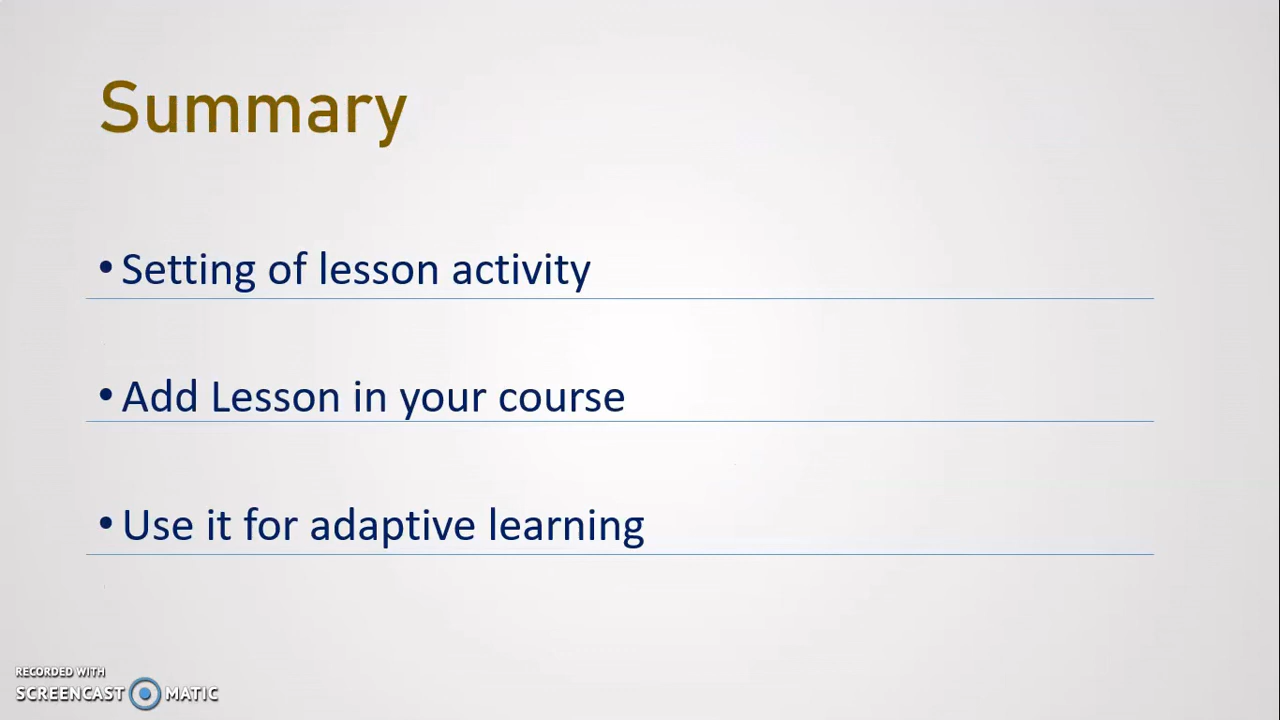 Summary
• Setting of lesson activity
• Add Lesson in your course
• Use it for adaptive learning
RECORDED WITH
SCREENCAST MATIC